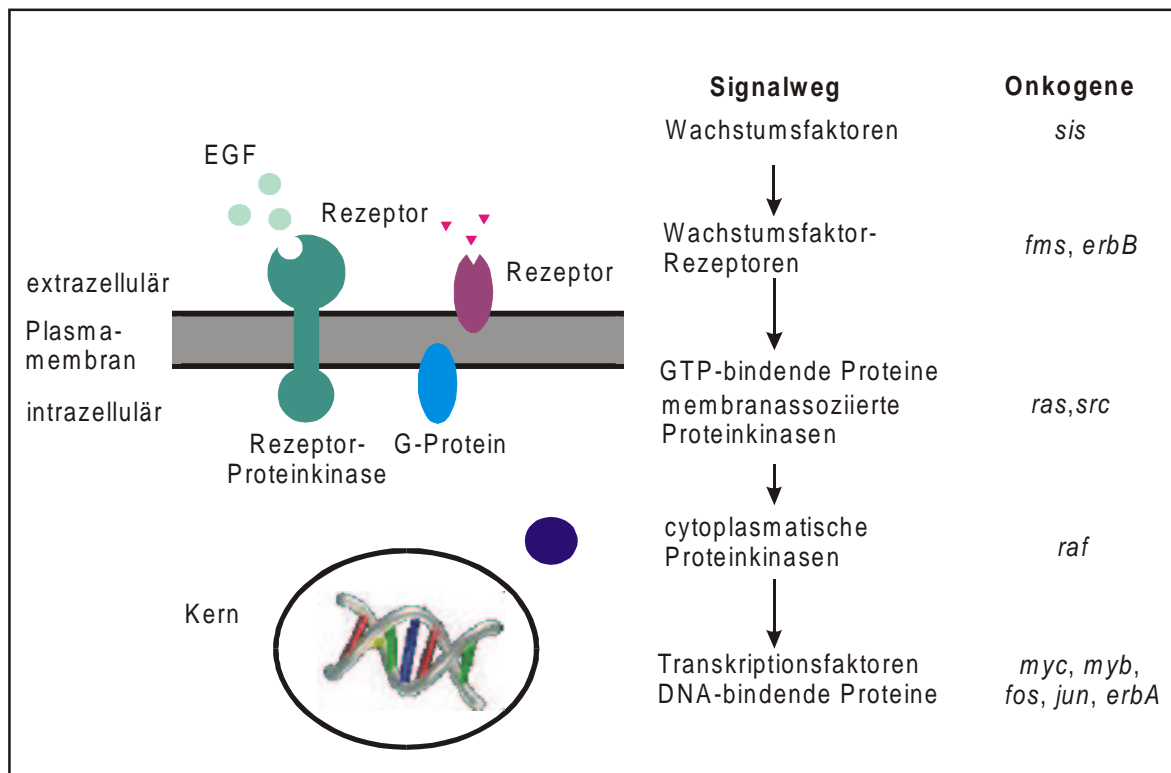 EGF
Rezeptor
Rezeptor
extrazellulär
Plasma-
membran
intrazellulär
Rezeptor-
Proteinkinase
G-Protein
Kern
Signalweg
Onkogene
Wachstumsfaktoren
sis
Wachstumsfaktor-
Rezeptoren
fms, erbB
GTP-bindende Proteine
membranassoziierte
Proteinkinasen
ras,src
cytoplasmatische
Proteinkinasen
raf
Transkriptionsfaktoren
DNA-bindende Proteine
myc, myb,
fos, jun, erbA